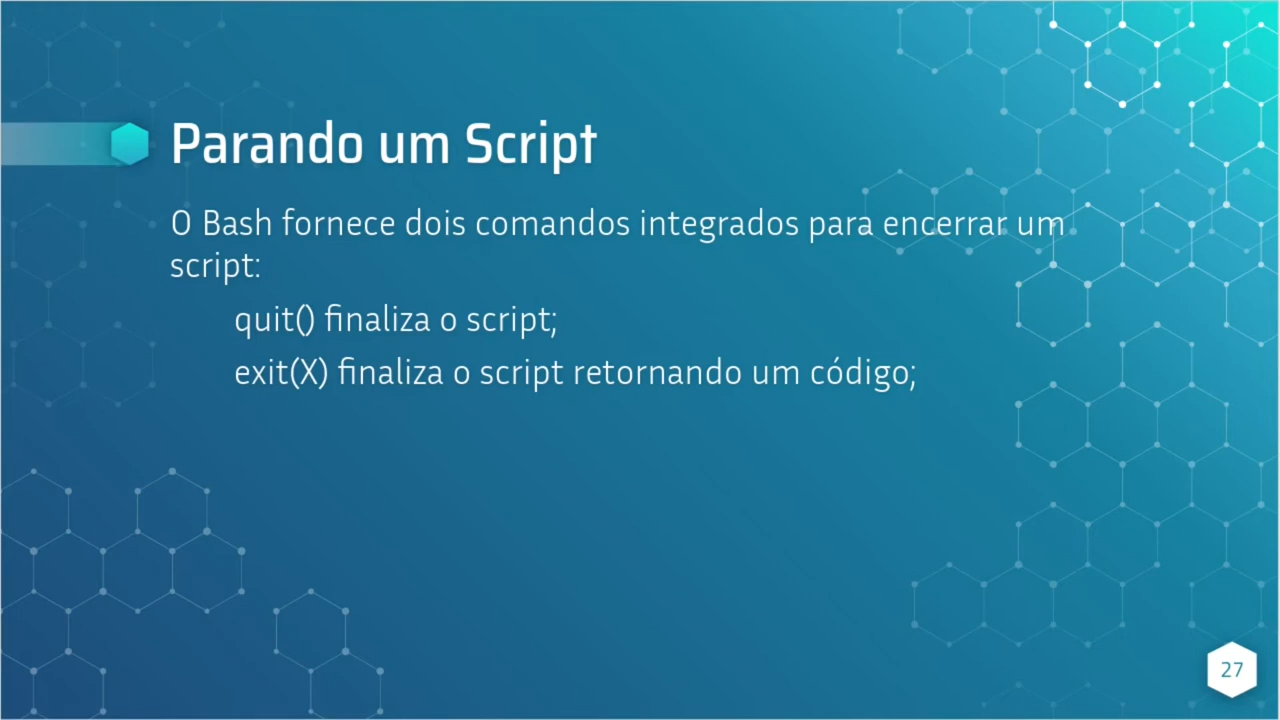 Parando um Script
O Bash fornece dois comandos integrados para encerrar um
script:
quit() finaliza o script;
exit(X) finaliza o script retornando um código;
27